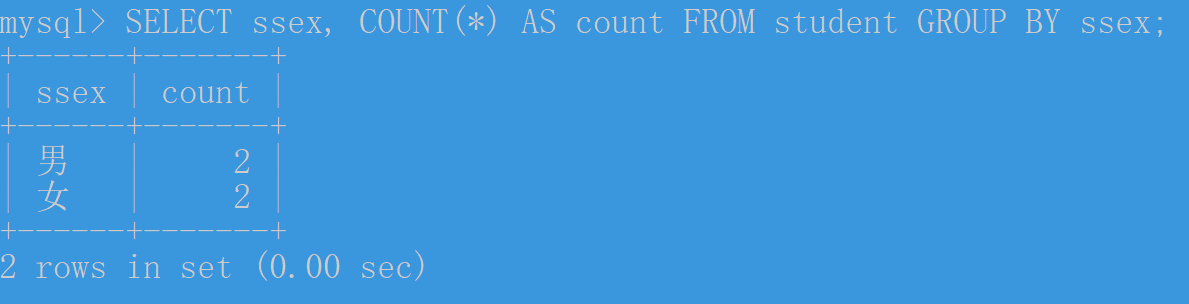 mysql> SELECT ssex, COUNT(*) AS count FROM student GROUP BY ssex;
+------+-------+
| ssex | count |
+------+-------+
| 男   |     2 |
| 女   |     2 |
+------+-------+
2 rows in set (0.00 sec)